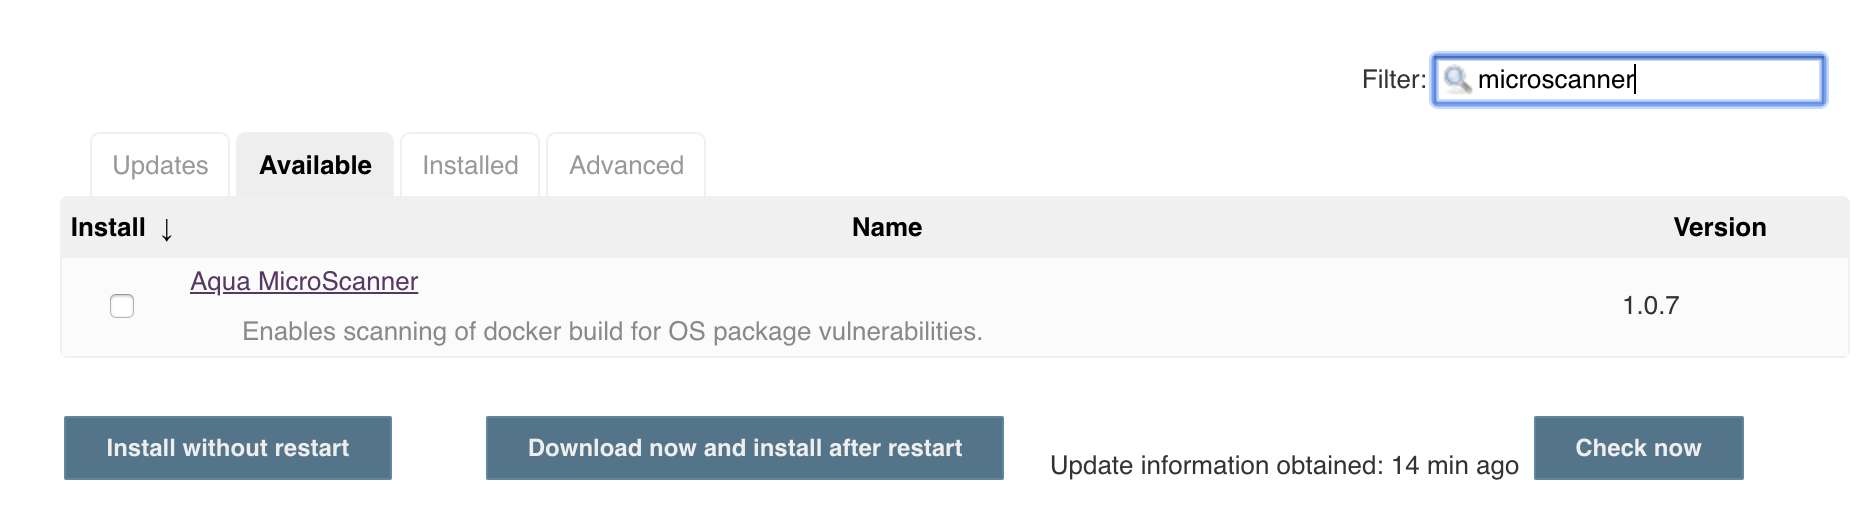 Filter: microscanner
Updates Available Installed Advanced
Install ↓ Name Version
Aqua MicroScanner
1.0.7
Enables scanning of docker build for OS package vulnerabilities.
Install without restart Download now and install after restart Update information obtained: 14 min ago Check now